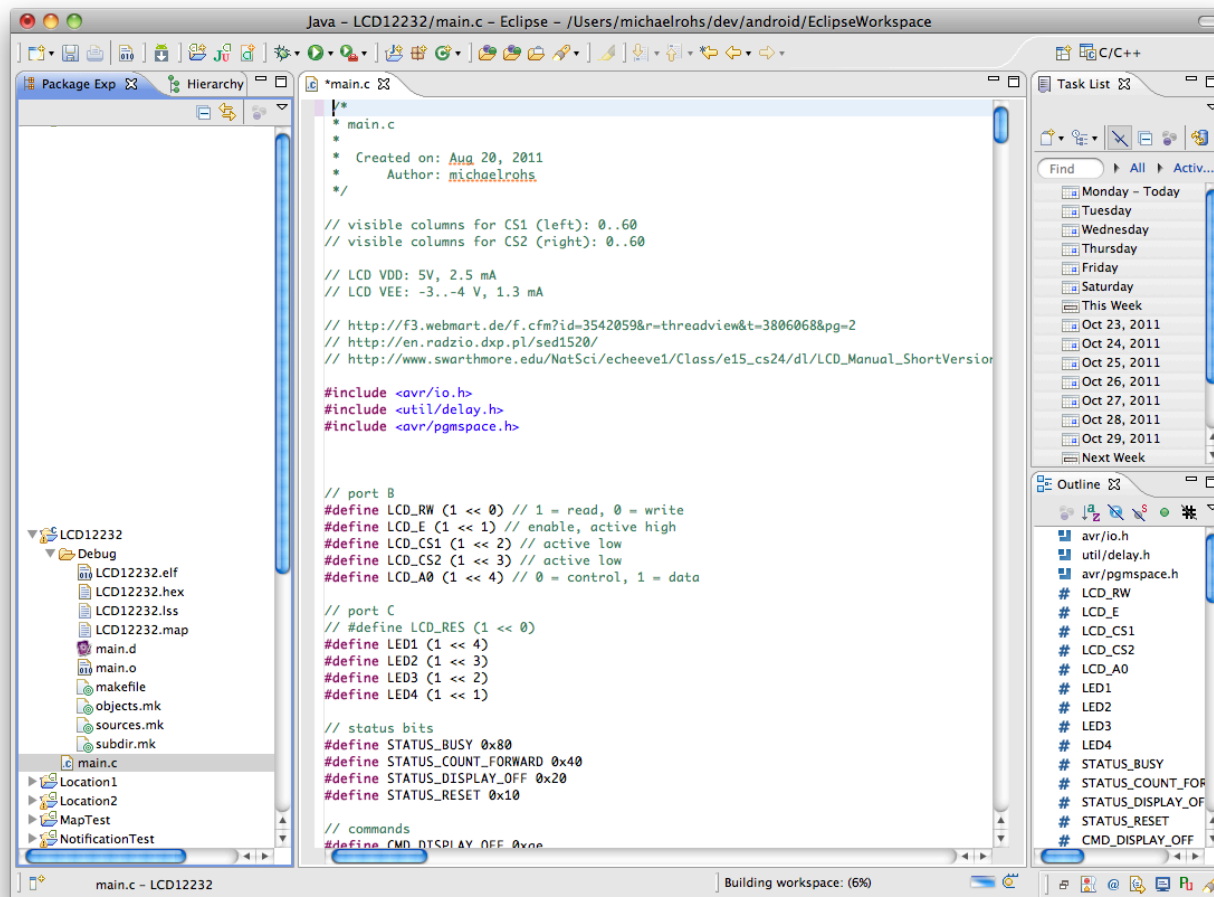 Java – LCD12232/main.c – Eclipse – /Users/michaelrohs/dev/android/EclipseWorkspace
C/C++
Package Exp
Hierarchy
LCD12232
Debug
LCD12232.elf
LCD12232.hex
LCD12232.lss
LCD12232.map
main.d
main.o
makefile
objects.mk
sources.mk
subdir.mk
main.c
Location1
Location2
MapTest
NotificationTest
*main.c
/*
* main.c
*
*  Created on: Aug 20, 2011
*      Author: michaelrohs
*/
// visible columns for CS1 (left): 0..60
// visible columns for CS2 (right): 0..60
// LCD VDD: 5V, 2.5 mA
// LCD VEE: -3..-4 V, 1.3 mA
// http://f3.webmart.de/f.cfm?id=3542059&r=threadview&t=3806068&pg=2
// http://en.radzio.dxp.pl/sed1520/
// http://www.swarthmore.edu/NatSci/echeeve1/Class/e15_cs24/dl/LCD_Manual_ShortVersion
#include <avr/io.h>
#include <util/delay.h>
#include <avr/pgmspace.h>
// port B
#define LCD_RW (1 << 0) // 1 = read, 0 = write
#define LCD_E (1 << 1) // enable, active high
#define LCD_CS1 (1 << 2) // active low
#define LCD_CS2 (1 << 3) // active low
#define LCD_A0 (1 << 4) // 0 = control, 1 = data
// port C
// #define LCD_RES (1 << 0)
#define LED1 (1 << 4)
#define LED2 (1 << 3)
#define LED3 (1 << 2)
#define LED4 (1 << 1)
// status bits
#define STATUS_BUSY 0x80
#define STATUS_COUNT_FORWARD 0x40
#define STATUS_DISPLAY_OFF 0x20
#define STATUS_RESET 0x10
// commands
#define CMD_DISPLAY_OFF 0xae
Task List
Find
All
Activ...
Monday – Today
Tuesday
Wednesday
Thursday
Friday
Saturday
This Week
Oct 23, 2011
Oct 24, 2011
Oct 25, 2011
Oct 26, 2011
Oct 27, 2011
Oct 28, 2011
Oct 29, 2011
Next Week
Outline
avr/io.h
util/delay.h
avr/pgmspace.h
LCD_RW
LCD_E
LCD_CS1
LCD_CS2
LCD_A0
LED1
LED2
LED3
LED4
STATUS_BUSY
STATUS_COUNT_FOR
STATUS_DISPLAY_OF
STATUS_RESET
CMD_DISPLAY_OFF
main.c – LCD12232
Building workspace: (6%)